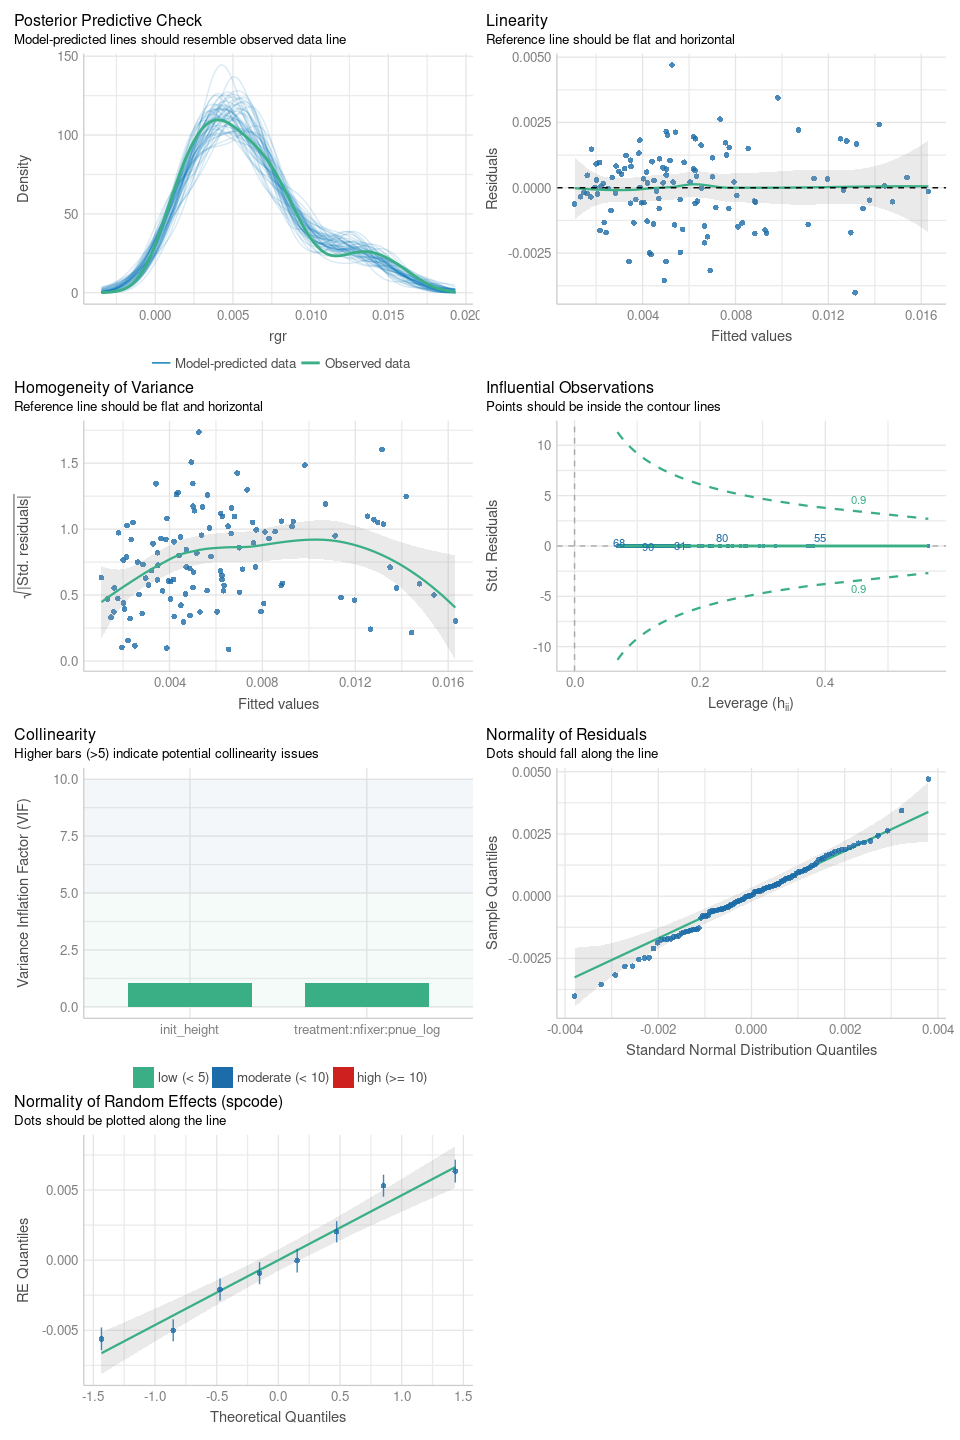 Posterior Predictive Check
Model-predicted lines should resemble observed data line
150
100
50
0
Density
0.000
0.005
0.010
0.015
0.020
rgr
Model-predicted data
Observed data
Linearity
Reference line should be flat and horizontal
0.0050
0.0025
0.0000
-0.0025
Residuals
0.004
0.008
0.012
0.016
Fitted values
Homogeneity of Variance
Reference line should be flat and horizontal
1.5
1.0
0.5
0.0
√|Std. residuals|
0.004
0.008
0.012
0.016
Fitted values
Influential Observations
Points should be inside the contour lines
10
5
0
-5
-10
Std. Residuals
0.9
68
90
31
80
55
0.9
0.0
0.2
0.4
Leverage (hii)
Collinearity
Higher bars (>5) indicate potential collinearity issues
10.0
7.5
5.0
2.5
0.0
Variance Inflation Factor (VIF)
init_height
treatment:nfixer:pnue_log
low (< 5)
moderate (< 10)
high (>= 10)
Normality of Residuals
Dots should fall along the line
0.0050
0.0025
0.0000
-0.0025
Sample Quantiles
-0.004
-0.002
0.000
0.002
0.004
Standard Normal Distribution Quantiles
Normality of Random Effects (spcode)
Dots should be plotted along the line
0.005
0.000
-0.005
RE Quantiles
-1.5
-1.0
-0.5
0.0
0.5
1.0
1.5
Theoretical Quantiles